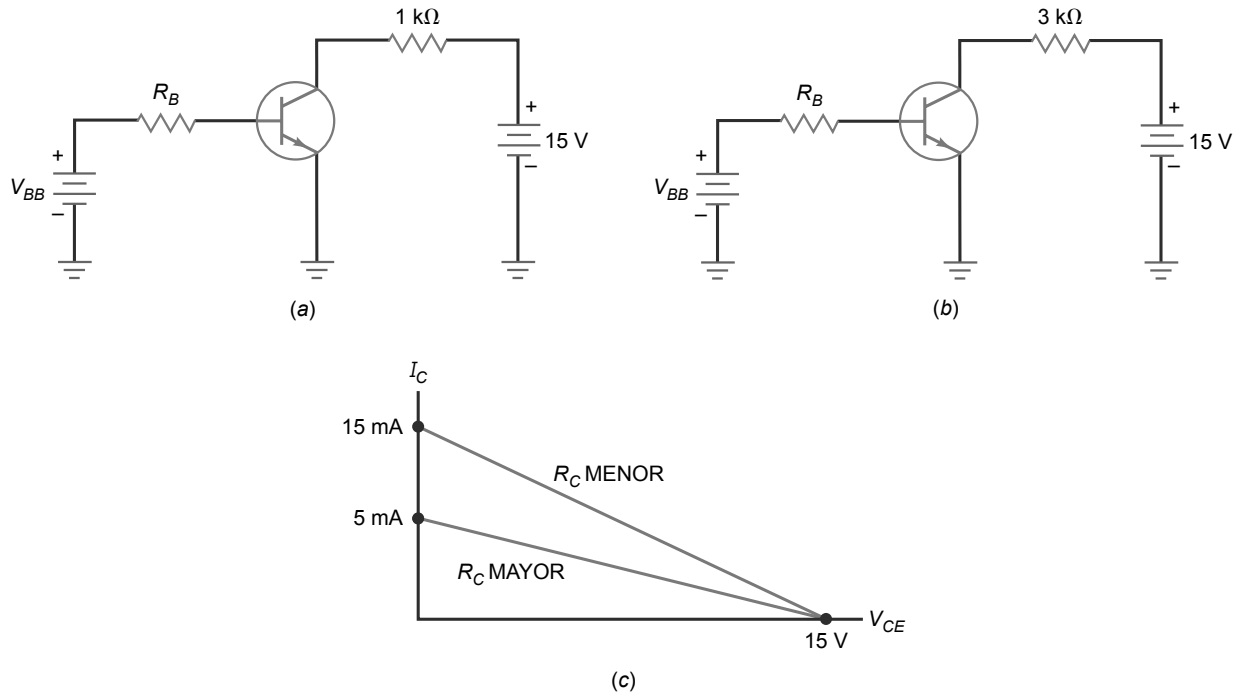 1 kΩ
R_B
+
V_BB
–
+
15 V
–
(a)
3 kΩ
R_B
+
V_BB
–
+
15 V
–
(b)
I_C
15 mA
R_C MENOR
5 mA
R_C MAYOR
V_CE
15 V
(c)